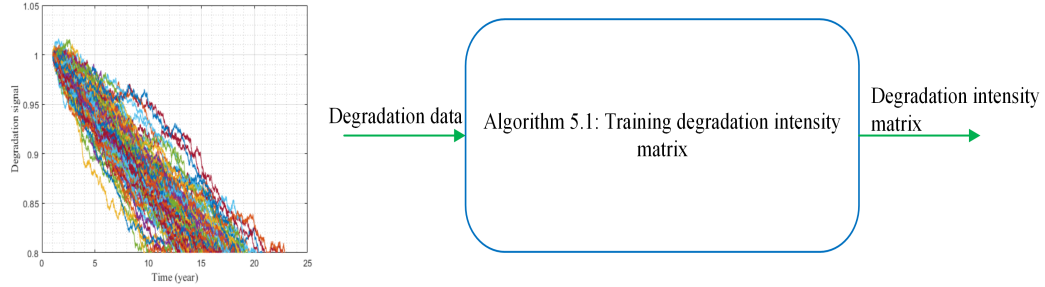 1.05
1
0.95
0.9
0.85
0.8
Degradation signal
0
5
10
15
20
25
Time (year)
Degradation data
Algorithm 5.1: Training degradation intensity
matrix
Degradation intensity
matrix